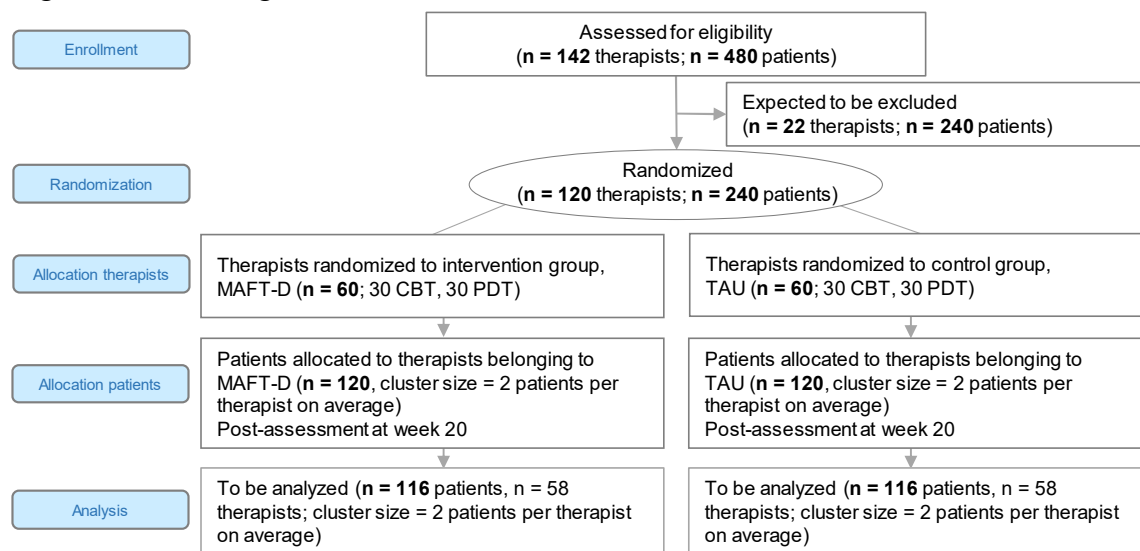 Enrollment
Assessed for eligibility
(n = 142 therapists; n = 480 patients)
Expected to be excluded
(n = 22 therapists; n = 240 patients)
Randomization
Randomized
(n = 120 therapists; n = 240 patients)
Allocation therapists
Therapists randomized to intervention group,
MAFT-D (n = 60; 30 CBT, 30 PDT)
Therapists randomized to control group,
TAU (n = 60; 30 CBT, 30 PDT)
Allocation patients
Patients allocated to therapists belonging to
MAFT-D (n = 120, cluster size = 2 patients per
therapist on average)
Post-assessment at week 20
Patients allocated to therapists belonging to
TAU (n = 120, cluster size = 2 patients per
therapist on average)
Post-assessment at week 20
Analysis
To be analyzed (n = 116 patients, n = 58
therapists; cluster size = 2 patients per therapist
on average)
To be analyzed (n = 116 patients, n = 58
therapists; cluster size = 2 patients per therapist
on average)